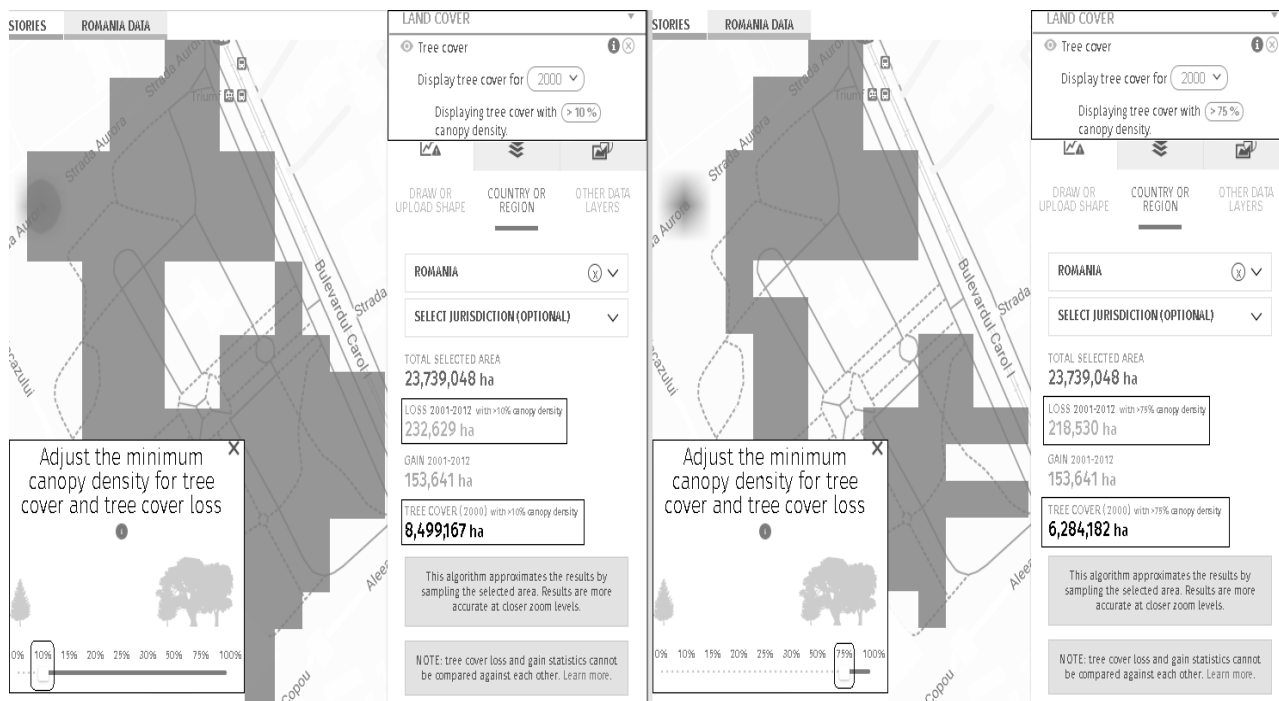 STORIES
ROMANIA DATA
Strada Aurora
Triumf
Strada Aurora
Strada Aurora
Bulevardul Carol I
Strada
Copou
LAND COVER
Tree cover
Display tree cover for 2000
Displaying tree cover with > 10 %
canopy density.
DRAW OR
UPLOAD SHAPE
COUNTRY OR
REGION
OTHER DATA
LAYERS
ROMANIA
SELECT JURISDICTION (OPTIONAL)
TOTAL SELECTED AREA
23,739,048 ha
LOSS 2001-2012 with >10% canopy density
232,629 ha
GAIN 2001-2012
153,641 ha
TREE COVER (2000) with >10% canopy density
8,499,167 ha
This algorithm approximates the results by
sampling the selected area. Results are more
accurate at closer zoom levels.
NOTE: tree cover loss and gain statistics cannot
be compared against each other. Learn more.
Adjust the minimum
canopy density for tree
cover and tree cover loss
0% 10% 15% 20% 25% 30% 50% 75% 100%
STORIES
ROMANIA DATA
Strada Aurora
Triumf
Strada Aurora
Strada Aurora
Bulevardul Carol I
Strada
Copou
LAND COVER
Tree cover
Display tree cover for 2000
Displaying tree cover with > 75 %
canopy density.
DRAW OR
UPLOAD SHAPE
COUNTRY OR
REGION
OTHER DATA
LAYERS
ROMANIA
SELECT JURISDICTION (OPTIONAL)
TOTAL SELECTED AREA
23,739,048 ha
LOSS 2001-2012 with >75% canopy density
218,530 ha
GAIN 2001-2012
153,641 ha
TREE COVER (2000) with >75% canopy density
6,284,182 ha
This algorithm approximates the results by
sampling the selected area. Results are more
accurate at closer zoom levels.
NOTE: tree cover loss and gain statistics cannot
be compared against each other. Learn more.
Adjust the minimum
canopy density for tree
cover and tree cover loss
0% 10% 15% 20% 25% 30% 50% 75% 100%